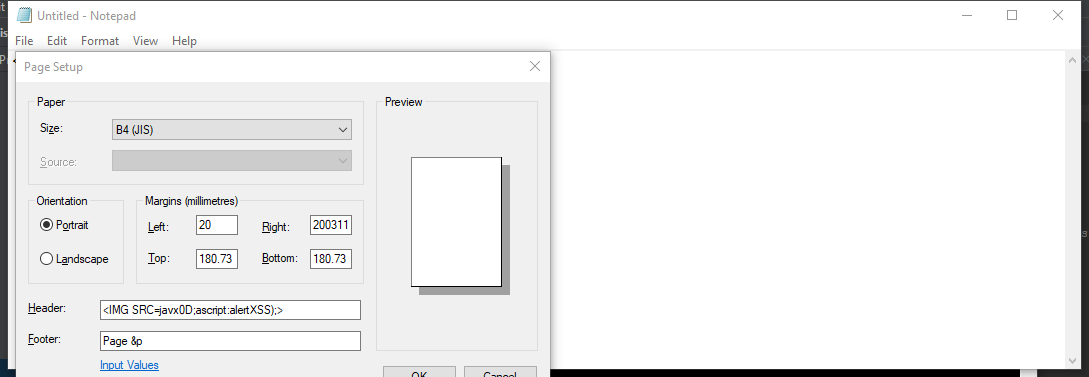 Untitled - Notepad
File Edit Format View Help
Page Setup
Paper
Size: B4 (JIS)
Source:
Preview
Orientation
Portrait
Landscape
Margins (millimetres)
Left: 20 Right: 200311
Top: 180.73 Bottom: 180.73
Header: <IMG SRC=javx0D;ascript:alertXSS);>
Footer: Page &p
Input Values
OK Cancel